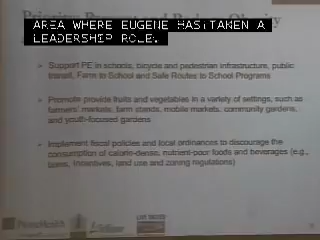 AREA WHERE EUGENE HAS TAKEN A
LEADERSHIP ROLE.
Support PE in schools, bicycle and pedestrian infrastructure, public
transit, Farm to School and Safe Routes to School Programs
Promote provide fruits and vegetables in a variety of settings, such as
farmers' markets, farm stands, mobile markets, community gardens,
and youth-focused gardens
Implement fiscal policies and local ordinances to discourage the
consumption of calorie-dense, nutrient-poor foods and beverages (e.g.,
taxes, incentives, land use and zoning regulations)
PeaceHealth